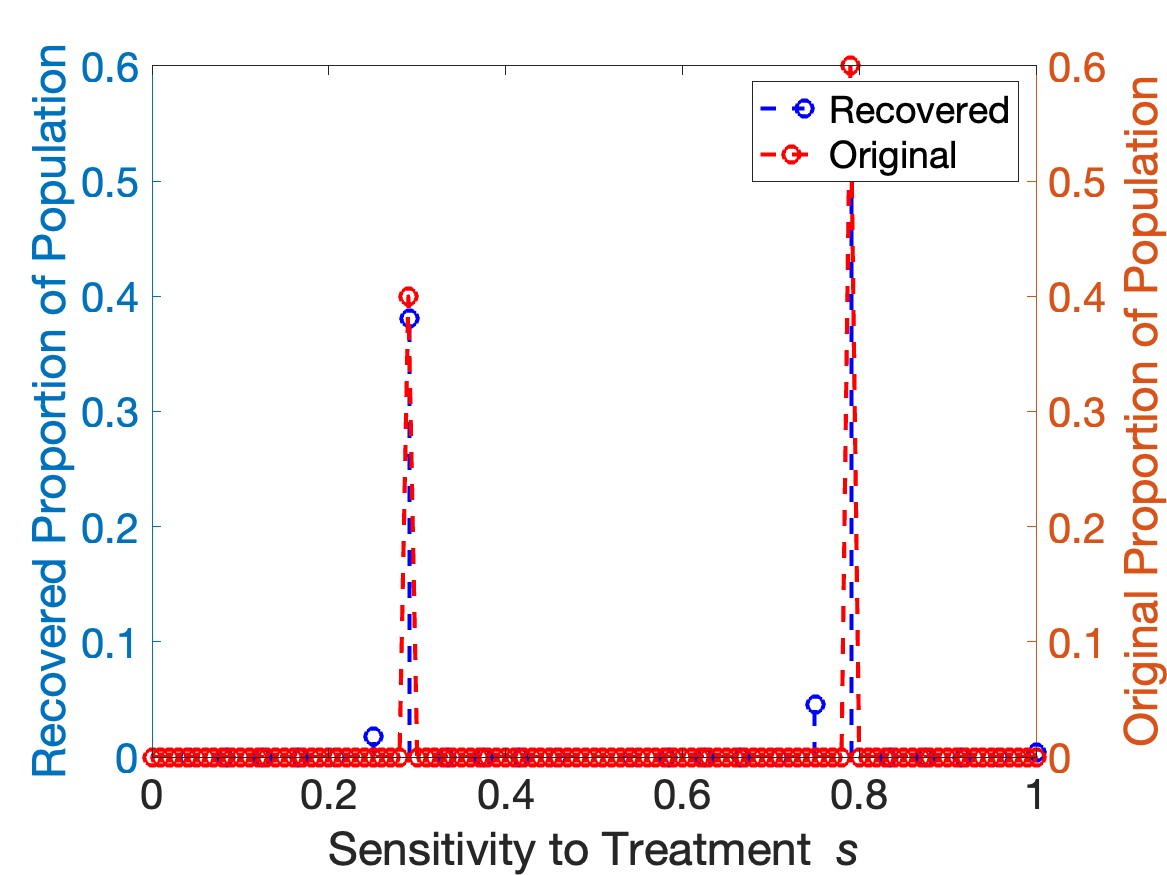 Recovered Proportion of Population
0.6
0.5
0.4
0.3
0.2
0.1
0
0 0.2 0.4 0.6 0.8 1
Sensitivity to Treatment s
Recovered
Original
0.6
0.5
0.4
0.3
0.2
0.1
0
Original Proportion of Population